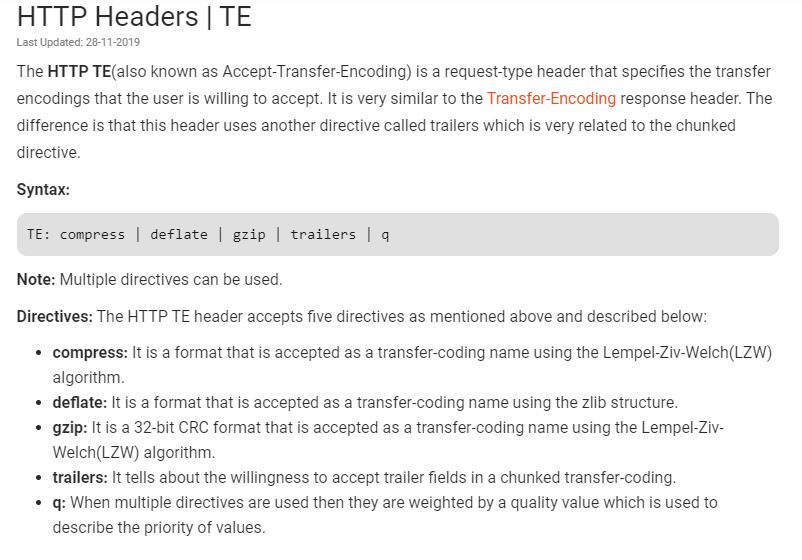 HTTP Headers | TE
Last Updated: 28-11-2019
The HTTP TE(also known as Accept-Transfer-Encoding) is a request-type header that specifies the transfer
encodings that the user is willing to accept. It is very similar to the Transfer-Encoding response header. The
difference is that this header uses another directive called trailers which is very related to the chunked
directive.
Syntax:
TE: compress | deflate | gzip | trailers | q
Note: Multiple directives can be used.
Directives: The HTTP TE header accepts five directives as mentioned above and described below:
• compress: It is a format that is accepted as a transfer-coding name using the Lempel-Ziv-Welch(LZW)
algorithm.
• deflate: It is a format that is accepted as a transfer-coding name using the zlib structure.
• gzip: It is a 32-bit CRC format that is accepted as a transfer-coding name using the Lempel-Ziv-
Welch(LZW) algorithm.
• trailers: It tells about the willingness to accept trailer fields in a chunked transfer-coding.
• q: When multiple directives are used then they are weighted by a quality value which is used to
describe the priority of values.